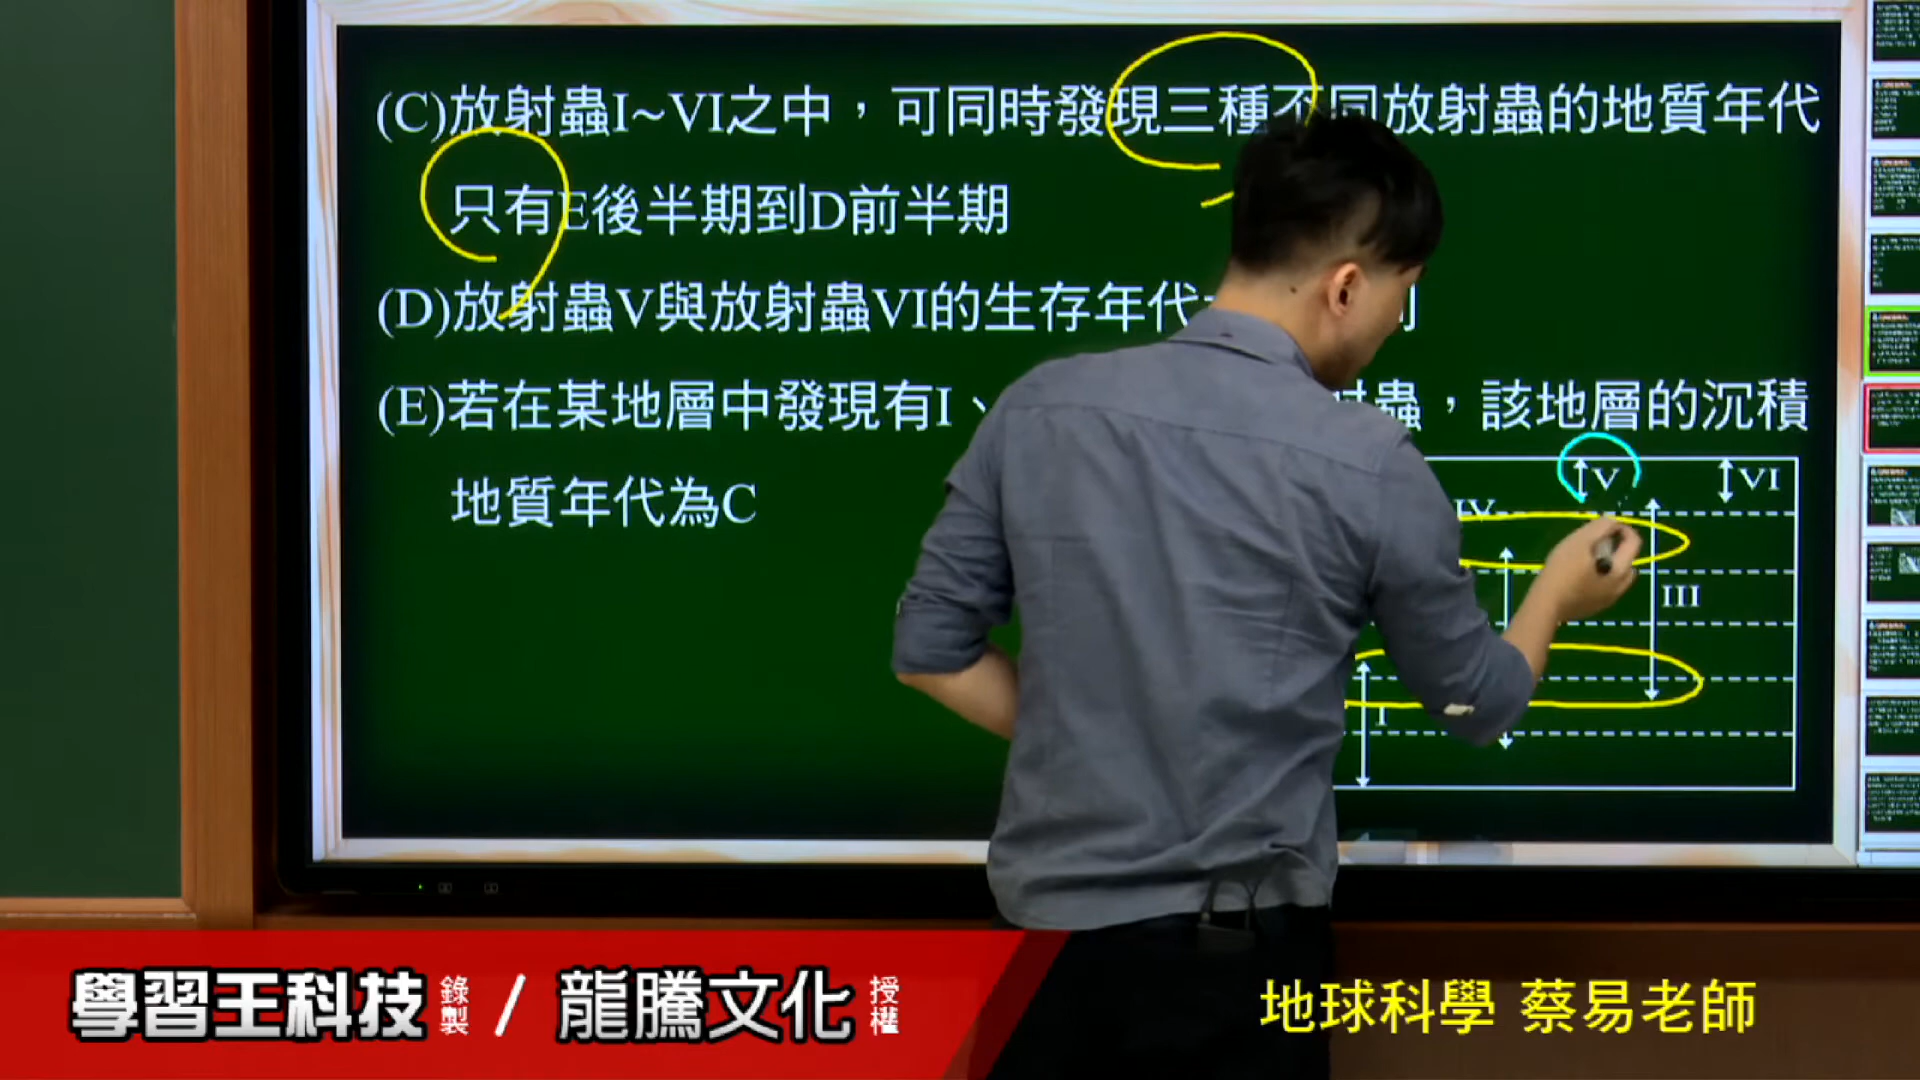 (C)放射蟲I~VI之中，可同時發現三種不同放射蟲的地質年代
只有E後半期到D前半期
(D)放射蟲V與放射蟲VI的生存年代
(E)若在某地層中發現有I、 射蟲，該地層的沉積
地質年代為C
V
VI
IV
III
I
學習王科技 錄製 / 龍騰文化 授權
地球科學 蔡易老師